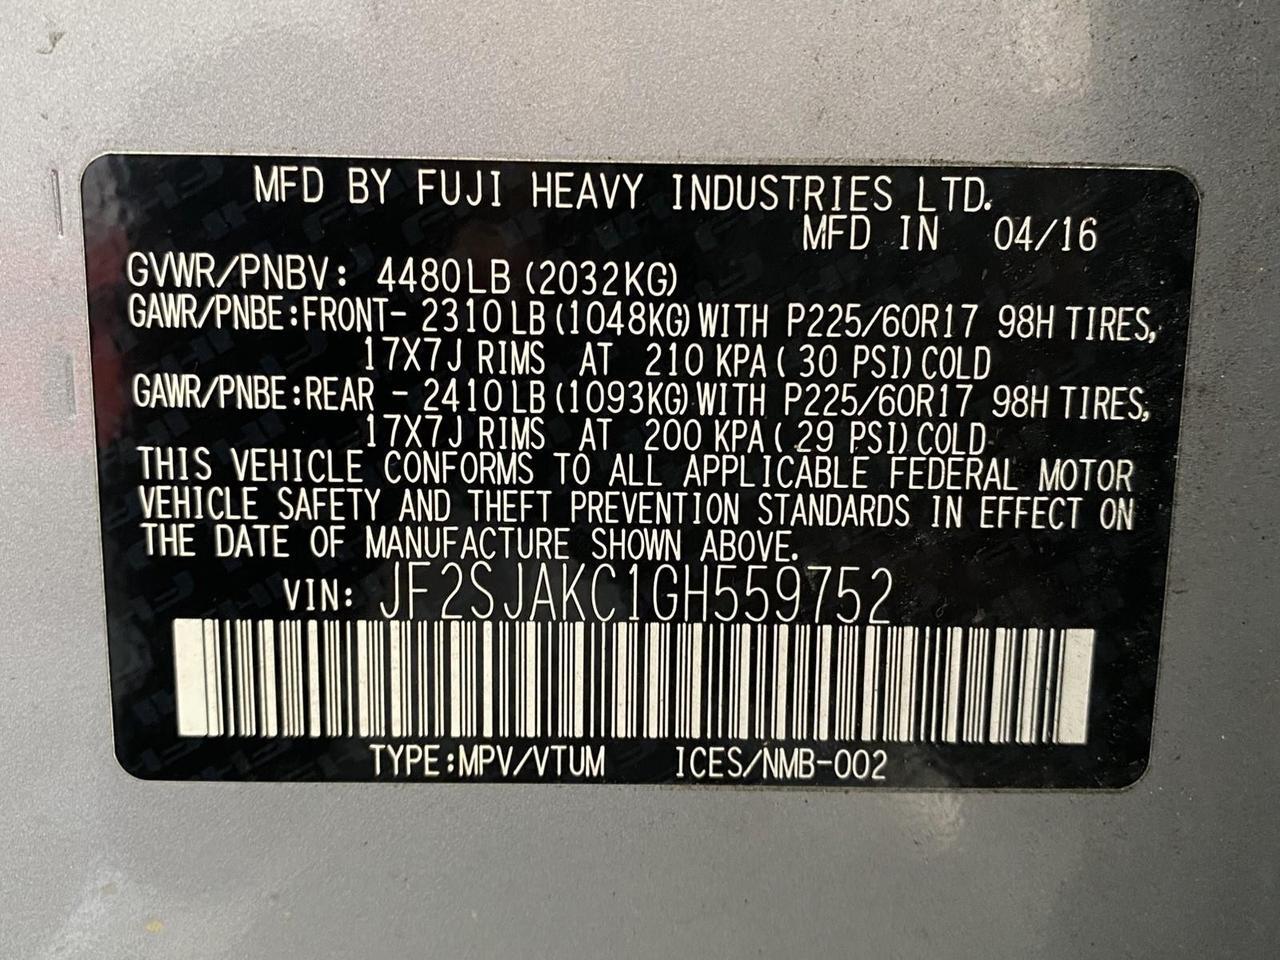 MFD BY FUJI HEAVY INDUSTRIES LTD.
MFD IN 04/16
GVWR/PNBV: 4480LB (2032KG)
GAWR/PNBE:FRONT- 2310LB(1048KG)WITH P225/60R17 98H TIRES,
17X7J RIMS AT 210 KPA( 30 PSI)COLD
GAWR/PNBE:REAR - 2410LB(1093KG)WITH P225/60R17 98H TIRES,
17X7J RIMS AT 200 KPA( 29 PSI)COLD
THIS VEHICLE CONFORMS TO ALL APPLICABLE FEDERAL MOTOR
VEHICLE SAFETY AND THEFT PREVENTION STANDARDS IN EFFECT ON
THE DATE OF MANUFACTURE SHOWN ABOVE.
VIN: JF2SJAKC1GH559752
TYPE:MPV/VTUM ICES/NMB-002